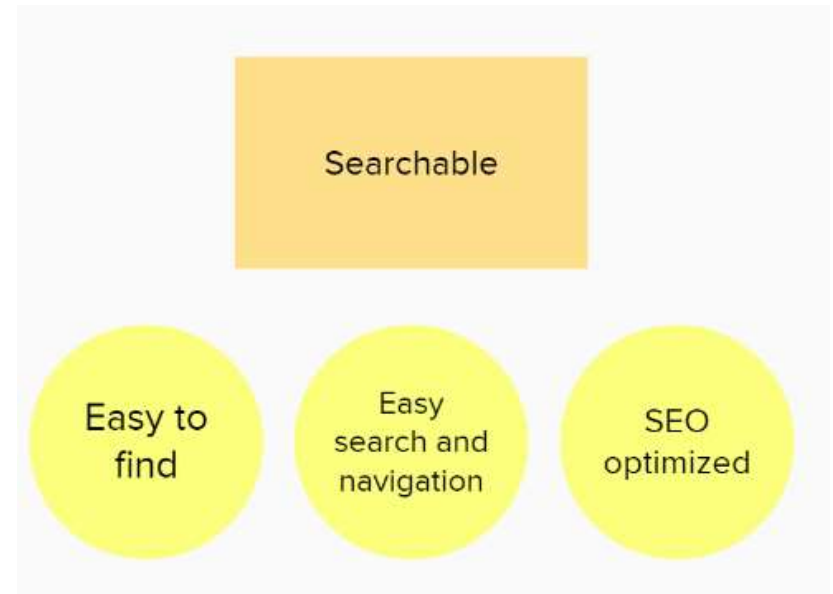 Searchable
Easy to
find
Easy
search and
navigation
SEO
optimized